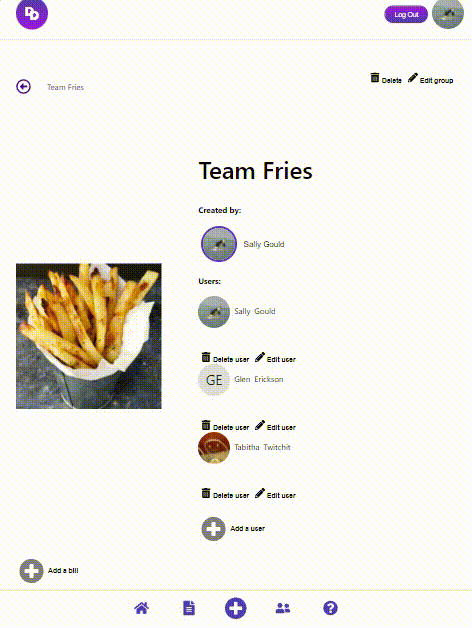 DD
Log Out
Delete Edit group
Team Fries
Team Fries
Created by:
Sally Gould
Users:
Sally Gould
Delete user Edit user
GE
Glen Erickson
Delete user Edit user
Tabitha Twitchit
Delete user Edit user
Add a user
Add a bill